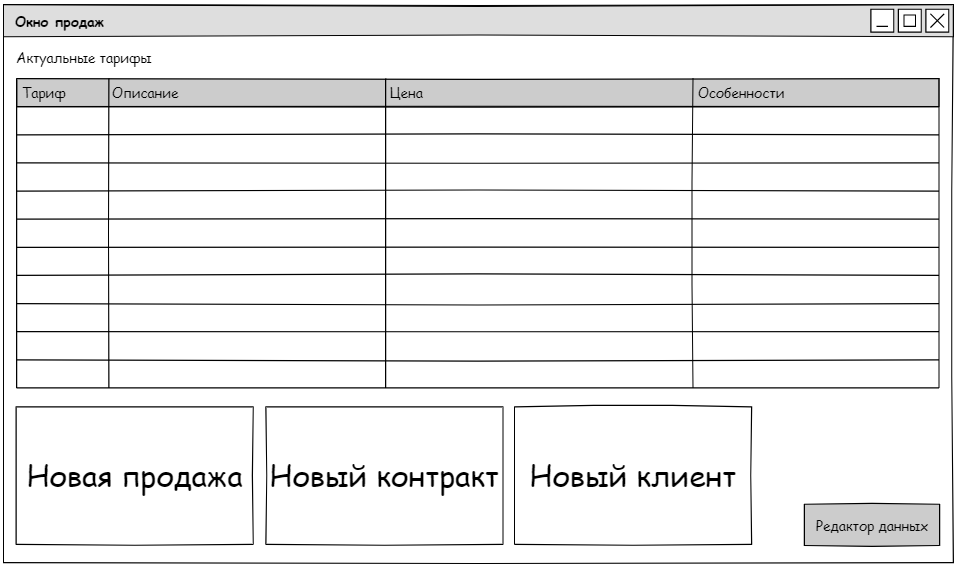 Окно продаж
Актуальные тарифы
Тариф Описание Цена Особенности
Новая продажа Новый контракт Новый клиент
Редактор данных